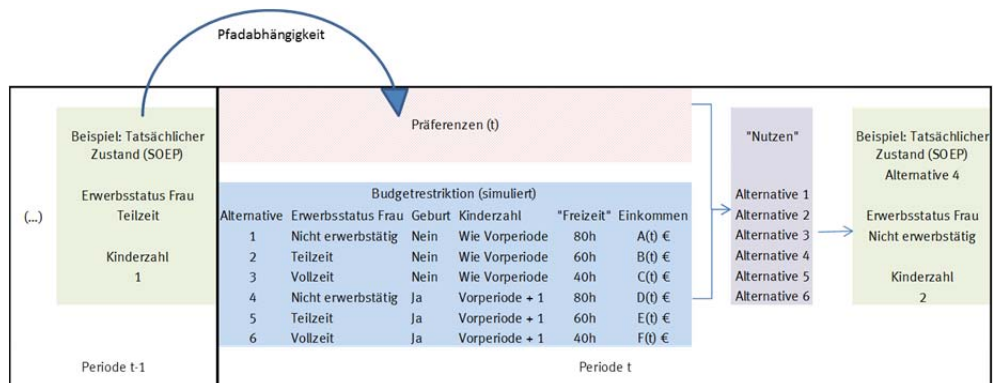 Pfadabhängigkeit
(...)
Beispiel: Tatsächlicher
Zustand (SOEP)
Erwerbsstatus Frau
Teilzeit
Kinderzahl
1
Periode t-1
Präferenzen (t)
Budgetrestriktion (simuliert)
Alternative Erwerbsstatus Frau Geburt Kinderzahl "Freizeit" Einkommen
1 Nicht erwerbstätig Nein Wie Vorperiode 80h A(t) €
2 Teilzeit Nein Wie Vorperiode 60h B(t) €
3 Vollzeit Nein Wie Vorperiode 40h C(t) €
4 Nicht erwerbstätig Ja Vorperiode + 1 80h D(t) €
5 Teilzeit Ja Vorperiode + 1 60h E(t) €
6 Vollzeit Ja Vorperiode + 1 40h F(t) €
"Nutzen"
Alternative 1
Alternative 2
Alternative 3
Alternative 4
Alternative 5
Alternative 6
Beispiel: Tatsächlicher
Zustand (SOEP)
Alternative 4
Erwerbsstatus Frau
Nicht erwerbstätig
Kinderzahl
2
Periode t